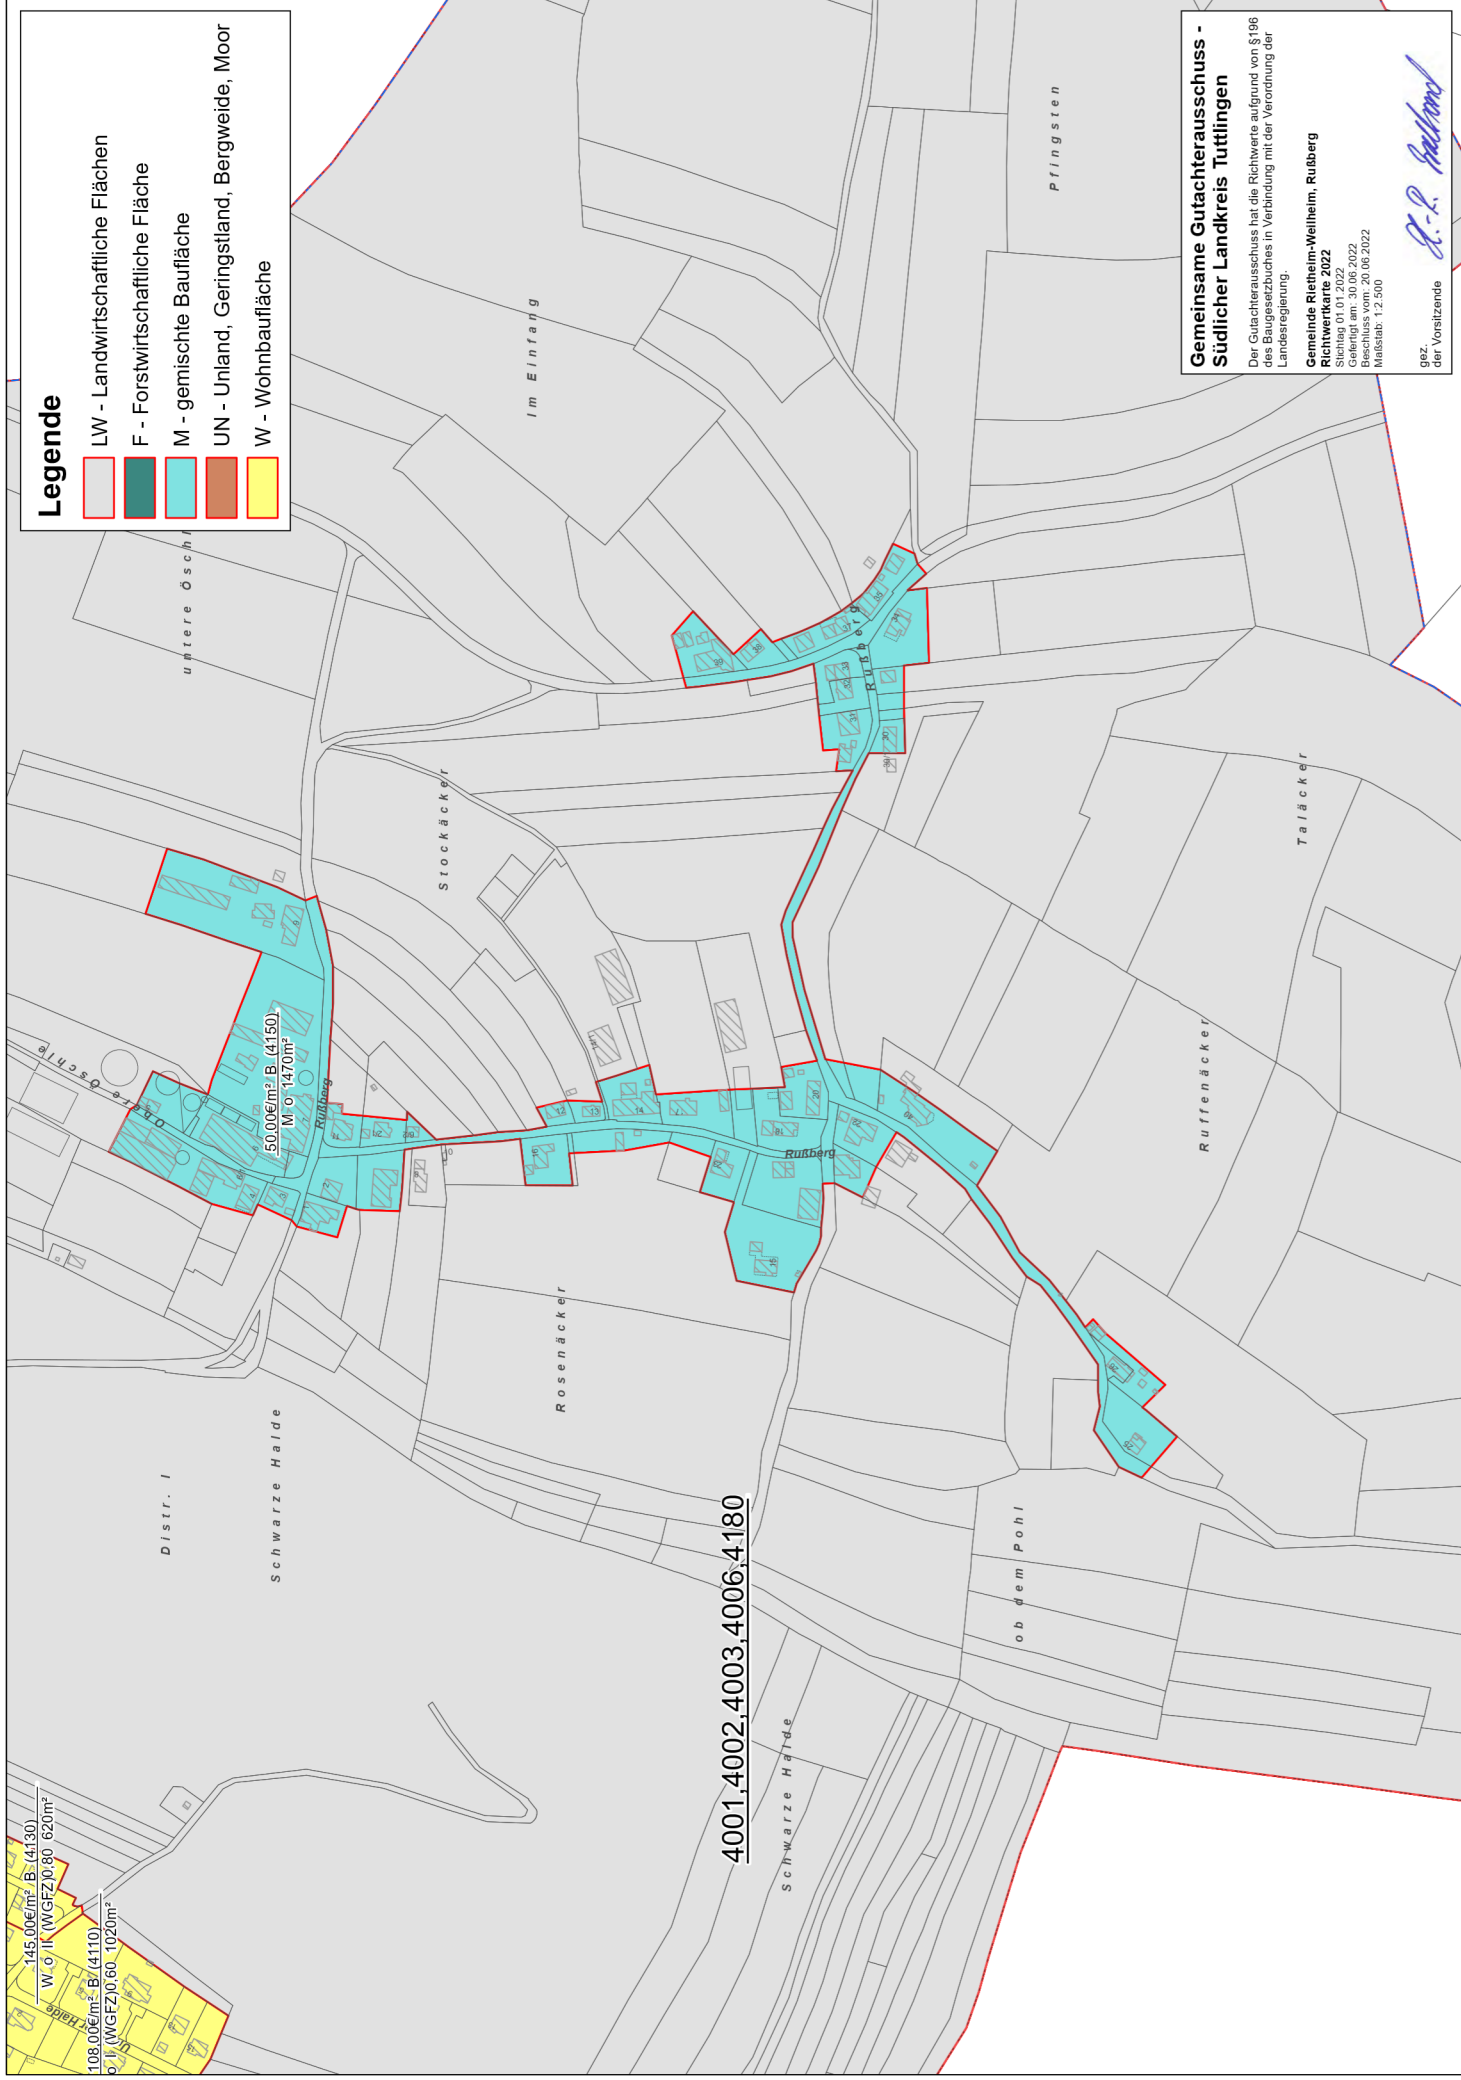 Legende
LW - Landwirtschaftliche Flächen
F - Forstwirtschaftliche Fläche
M - gemischte Baufläche
UN - Unland, Geringstland, Bergweide, Moor
W - Wohnbaufläche
145,00€/m² B (4130)
W o II (WGFZ)0,80 620m²
108,00€/m² B (4110)
o I (WGFZ)0,60 1020m²
Distr. I
Schwarze Halde
obere Öschle
untere Öschl
50,00€/m² B (4150)
M o 1470m²
Rußberg
Stockäcker
Im Einfang
Rosenäcker
4001,4002,4003,4006,4180
Schwarze Halde
Rußberg
Rußberg
ob dem Pohl
Pfingsten
Ruffenäcker
Taläcker
Gemeinsame Gutachterausschuss -
Südlicher Landkreis Tuttlingen
Der Gutachterausschuss hat die Richtwerte aufgrund von §196
des Baugesetzbuches in Verbindung mit der Verordnung der
Landesregierung.
Gemeinde Rietheim-Weilheim, Rußberg
Richtwertkarte 2022
Stichtag 01.01.2022
Gefertigt am: 30.06.2022
Beschluss vom: 20.06.2022
Maßstab: 1:2.500
gez.
der Vorsitzende